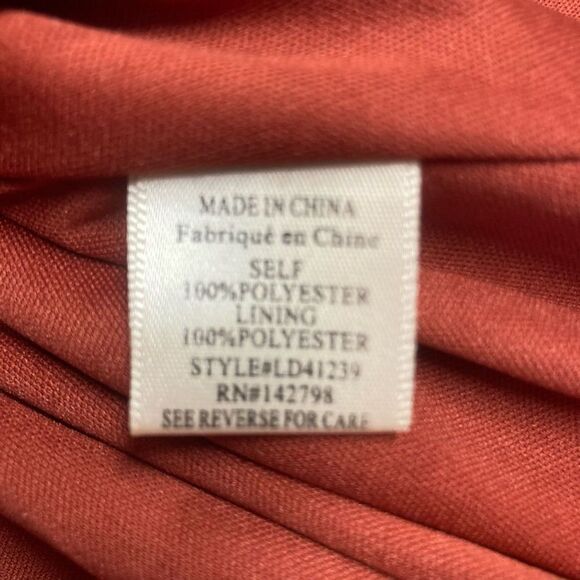 MADE IN CHINA
Fabriqué en Chine
SELF
100%POLYESTER
LINING
100%POLYESTER
STYLE#LD41239
RN#142798
SEE REVERSE FOR CARE